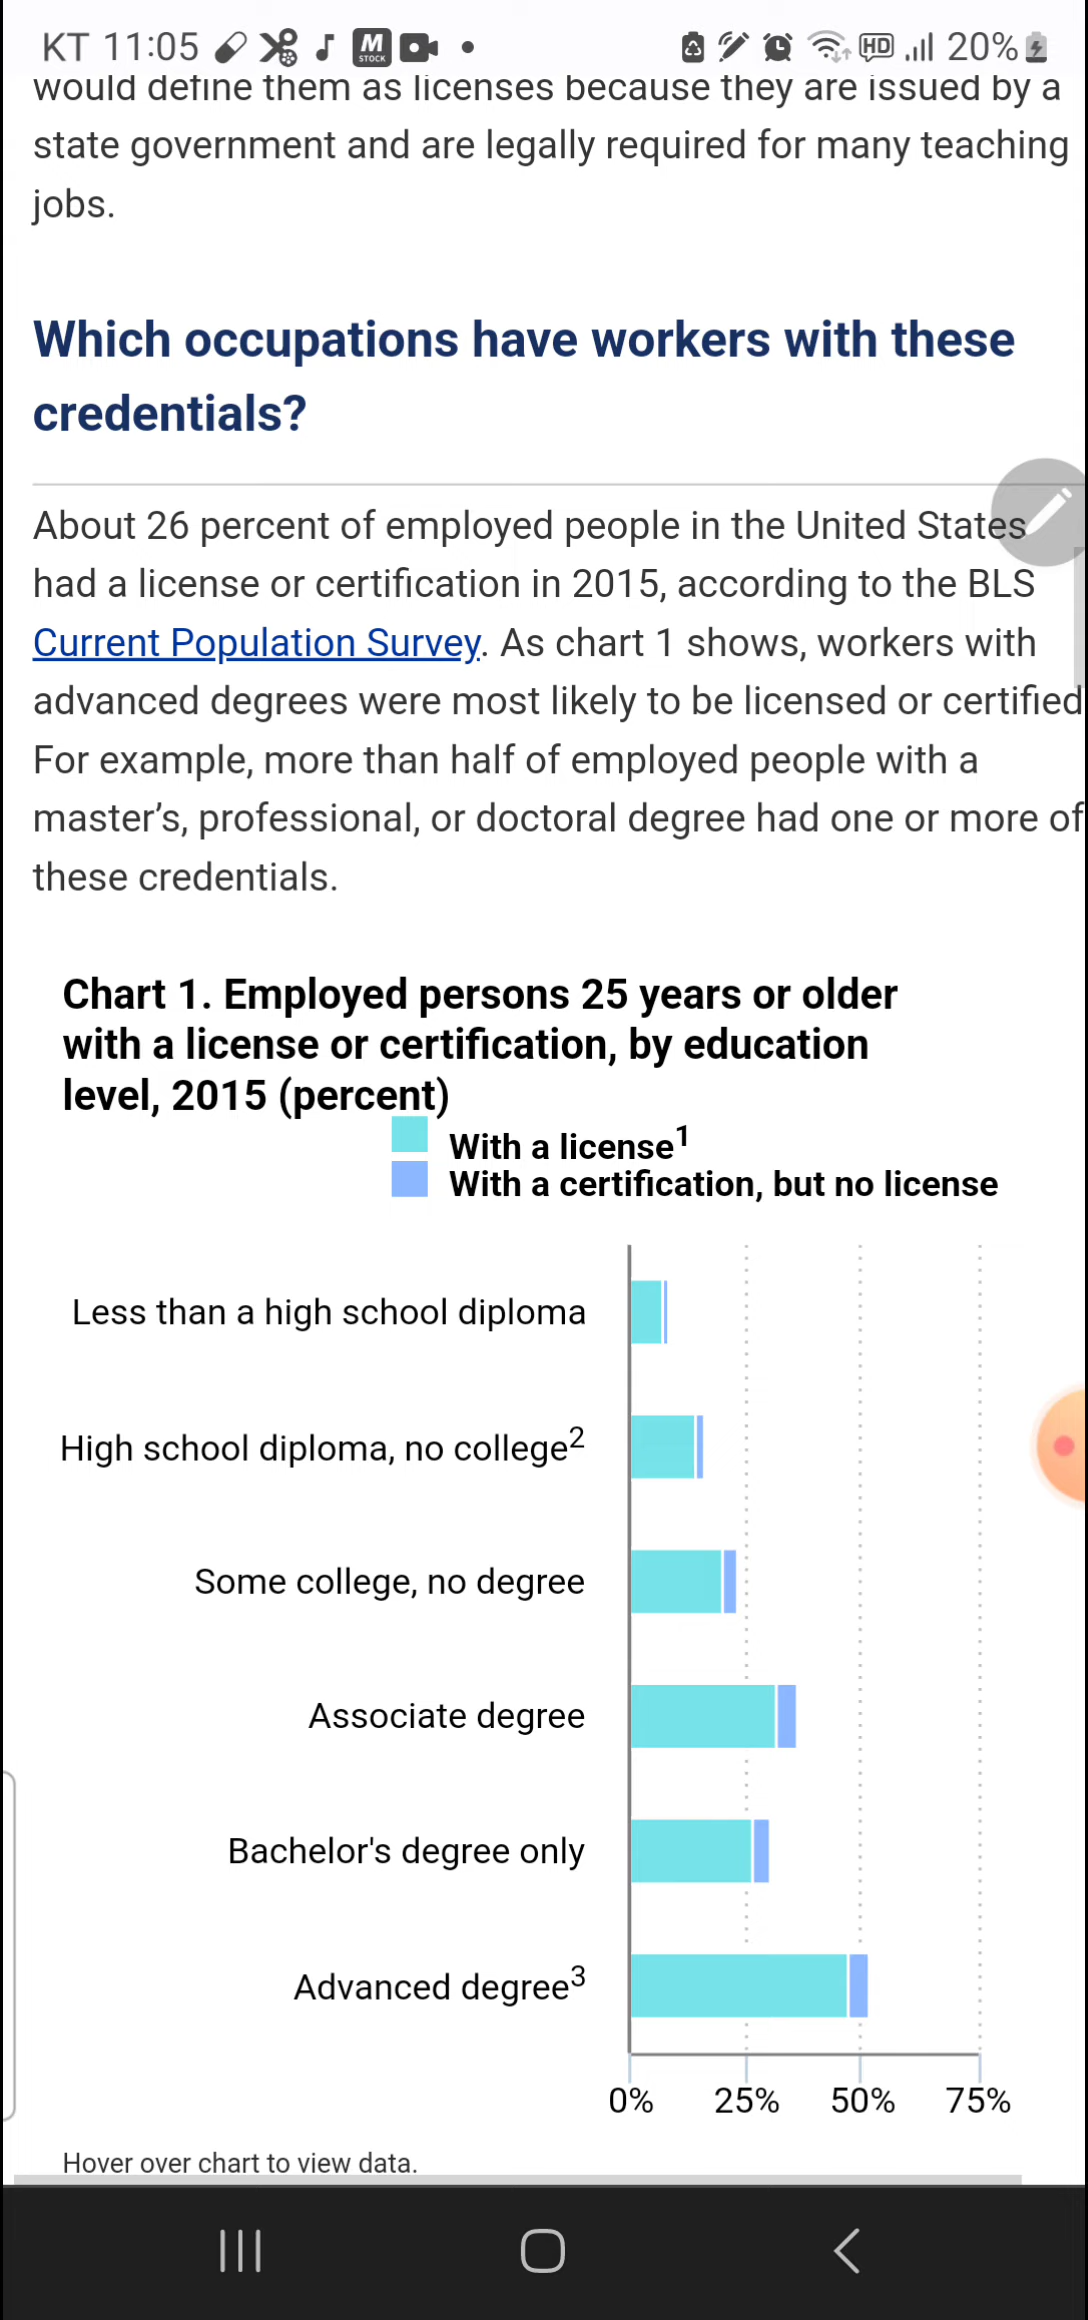 KT 11:05 M STOCK HD 20%
would define them as licenses because they are issued by a
state government and are legally required for many teaching
jobs.
Which occupations have workers with these
credentials?
About 26 percent of employed people in the United States
had a license or certification in 2015, according to the BLS
Current Population Survey. As chart 1 shows, workers with
advanced degrees were most likely to be licensed or certified
For example, more than half of employed people with a
master’s, professional, or doctoral degree had one or more of
these credentials.
Chart 1. Employed persons 25 years or older
with a license or certification, by education
level, 2015 (percent)
With a license¹
With a certification, but no license
Less than a high school diploma
High school diploma, no college²
Some college, no degree
Associate degree
Bachelor's degree only
Advanced degree³
0% 25% 50% 75%
Hover over chart to view data.